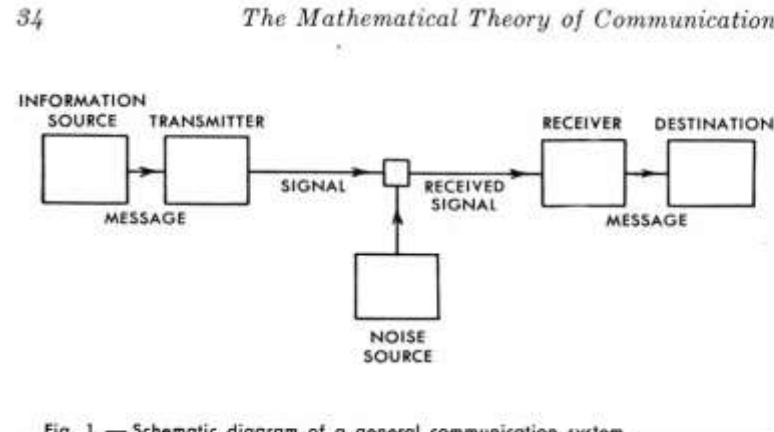 34
The Mathematical Theory of Communication
INFORMATION
SOURCE
TRANSMITTER
RECEIVER
DESTINATION
SIGNAL
RECEIVED
SIGNAL
MESSAGE
MESSAGE
NOISE
SOURCE
Fig. 1 — Schematic diagram of a general communication system